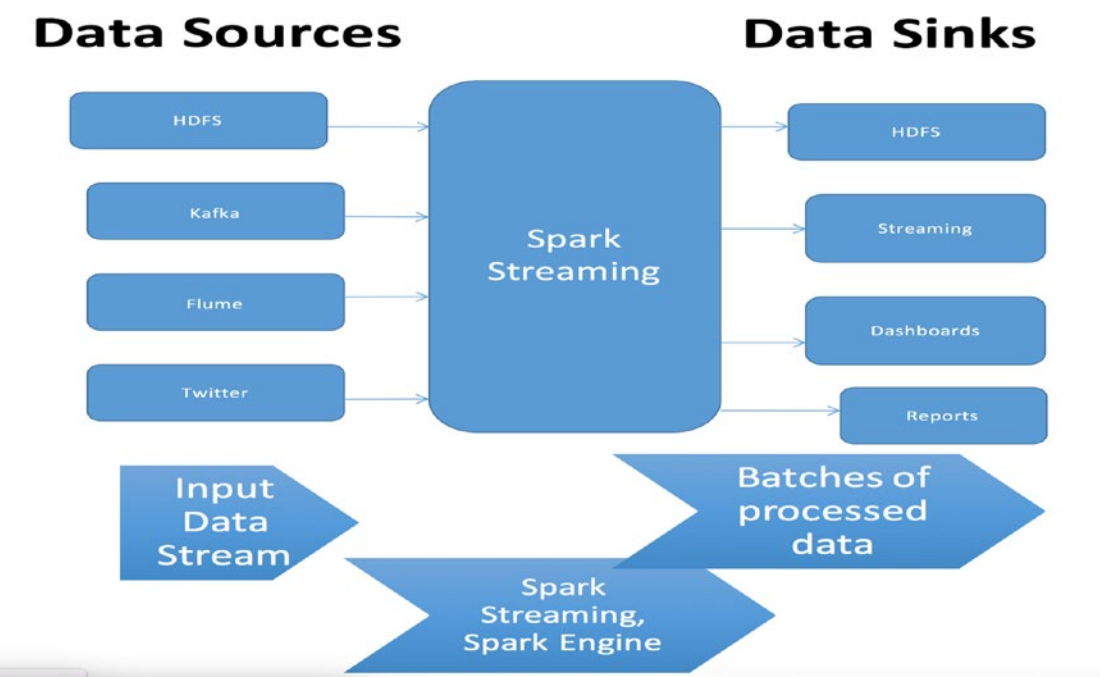 Data Sources
Data Sinks
HDFS
Kafka
Flume
Twitter
Spark
Streaming
HDFS
Streaming
Dashboards
Reports
Input
Data
Stream
Spark
Streaming,
Spark Engine
Batches of
processed
data